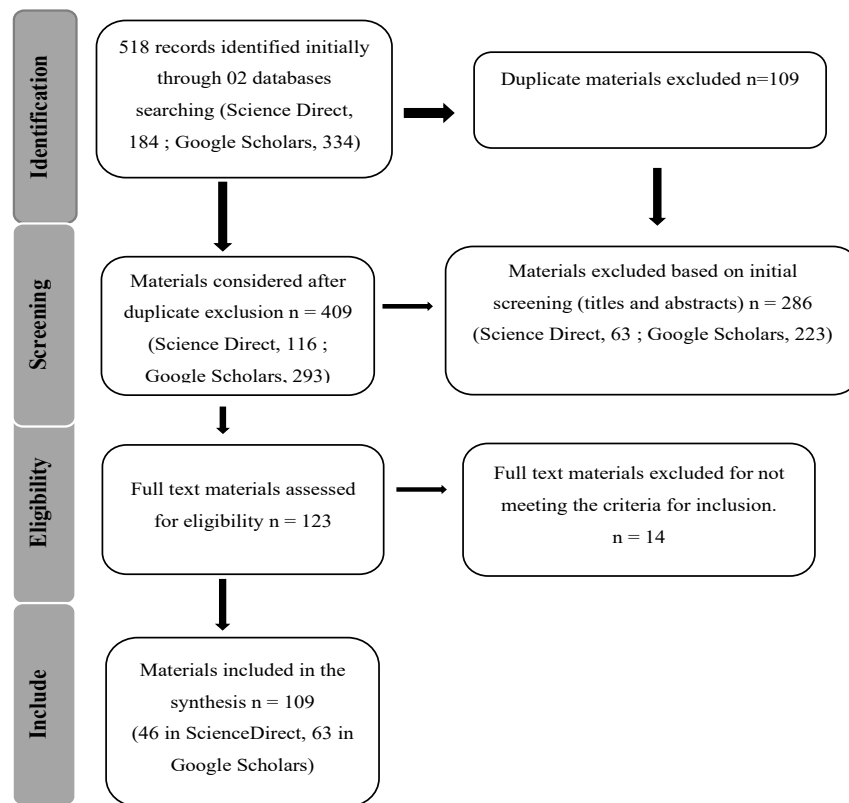 Identification
518 records identified initially
through 02 databases
searching (Science Direct,
184 ; Google Scholars, 334)
Duplicate materials excluded n=109
Screening
Materials considered after
duplicate exclusion n = 409
(Science Direct, 116 ;
Google Scholars, 293)
Materials excluded based on initial
screening (titles and abstracts) n = 286
(Science Direct, 63 ; Google Scholars, 223)
Eligibility
Full text materials assessed
for eligibility n = 123
Full text materials excluded for not
meeting the criteria for inclusion.
n = 14
Include
Materials included in the
synthesis n = 109
(46 in ScienceDirect, 63 in
Google Scholars)